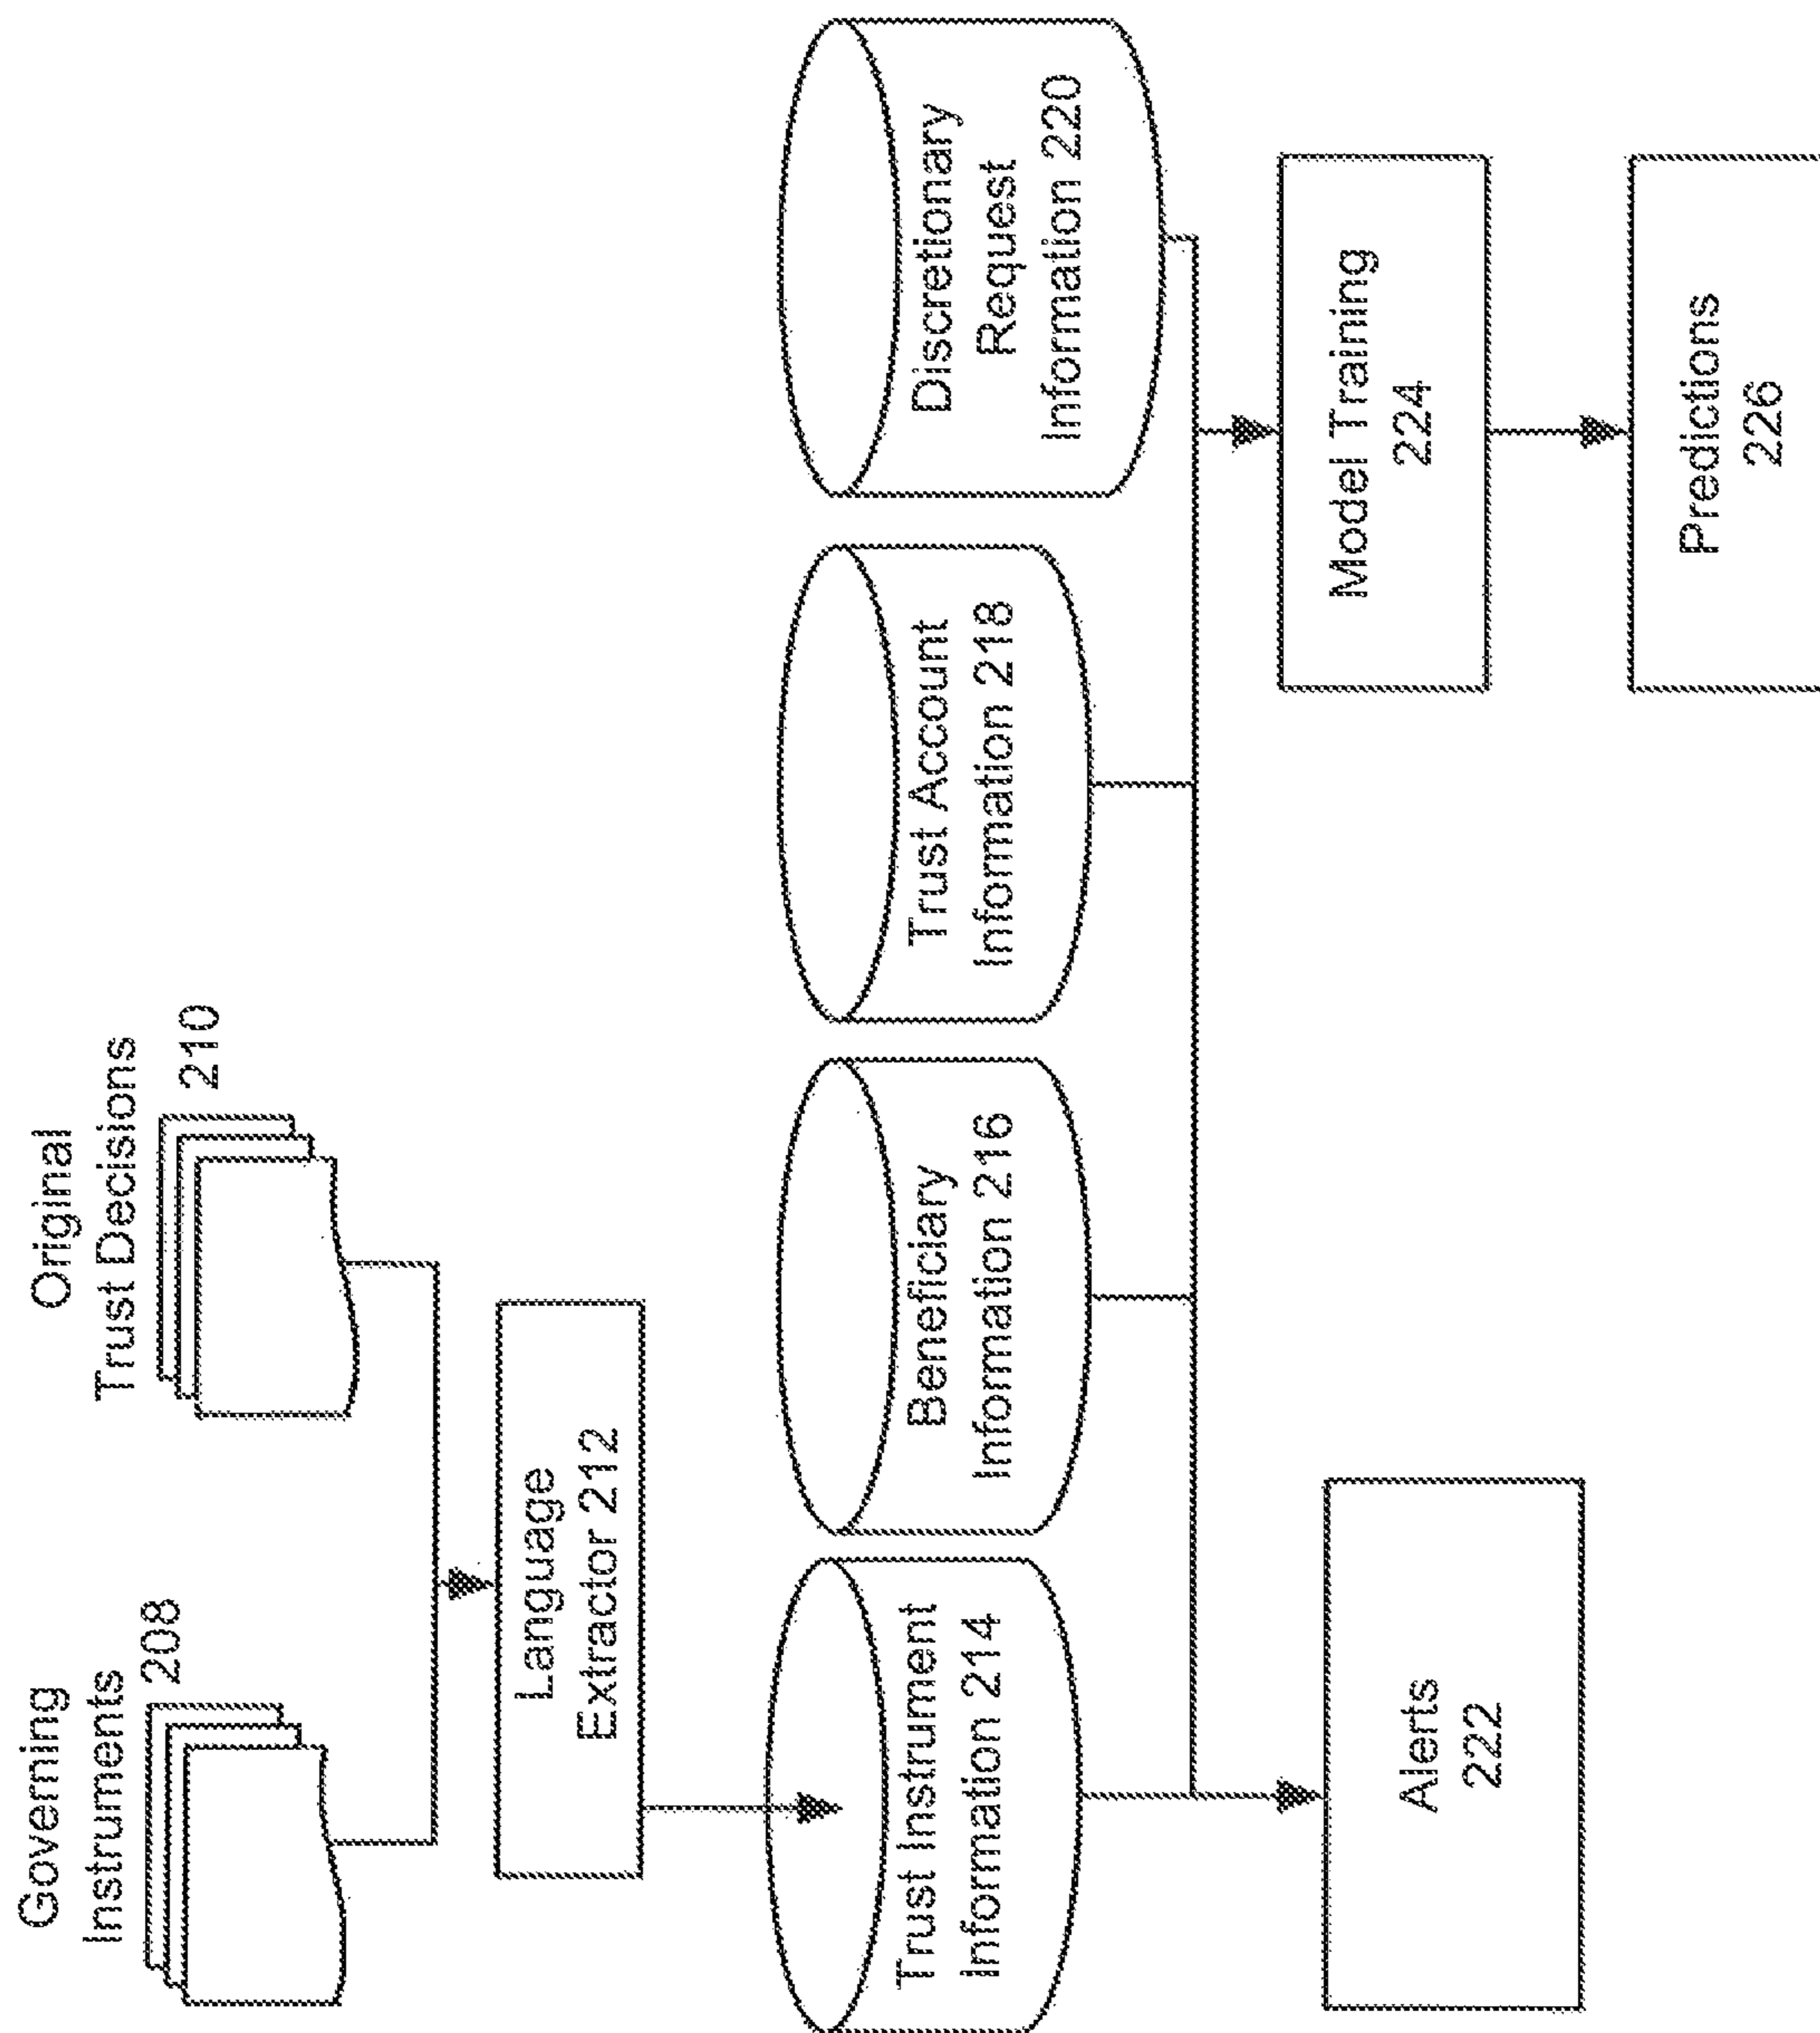 Governing
Instruments
208
Original
Trust Decisions
210
Language
Extractor 212
Trust Instrument
Information 214
Beneficiary
Information 216
Trust Account
Information 218
Discretionary
Request
Information 220
Alerts
222
Model Training
224
Predictions
226